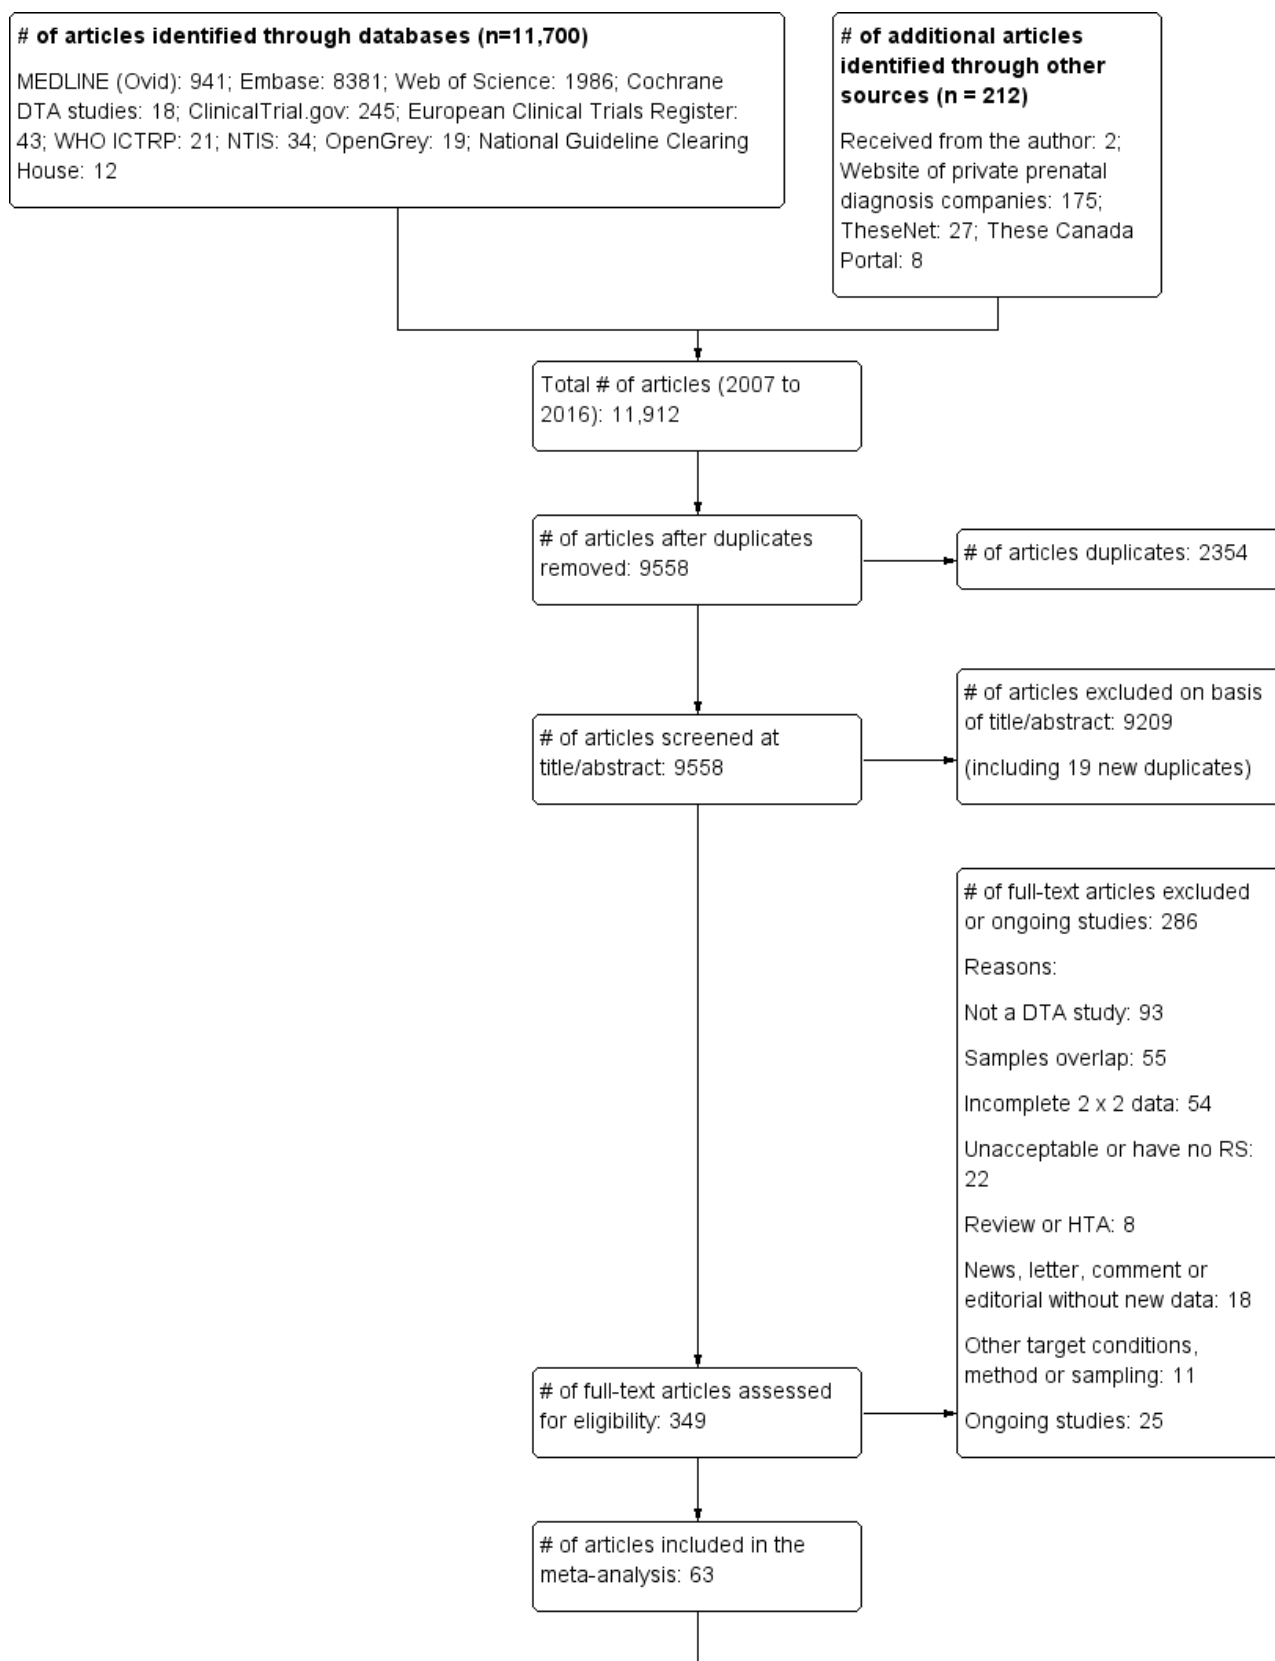 # of articles identified through databases (n=11,700)
MEDLINE (Ovid): 941; Embase: 8381; Web of Science: 1986; Cochrane
DTA studies: 18; ClinicalTrial.gov: 245; European Clinical Trials Register:
43; WHO ICTRP: 21; NTIS: 34; OpenGrey: 19; National Guideline Clearing
House: 12
# of additional articles
identified through other
sources (n = 212)
Received from the author: 2;
Website of private prenatal
diagnosis companies: 175;
TheseNet: 27; These Canada
Portal: 8
Total # of articles (2007 to
2016): 11,912
# of articles after duplicates
removed: 9558
# of articles duplicates: 2354
# of articles screened at
title/abstract: 9558
# of articles excluded on basis
of title/abstract: 9209
(including 19 new duplicates)
# of full-text articles assessed
for eligibility: 349
# of full-text articles excluded
or ongoing studies: 286
Reasons:
Not a DTA study: 93
Samples overlap: 55
Incomplete 2 x 2 data: 54
Unacceptable or have no RS:
22
Review or HTA: 8
News, letter, comment or
editorial without new data: 18
Other target conditions,
method or sampling: 11
Ongoing studies: 25
# of articles included in the
meta-analysis: 63